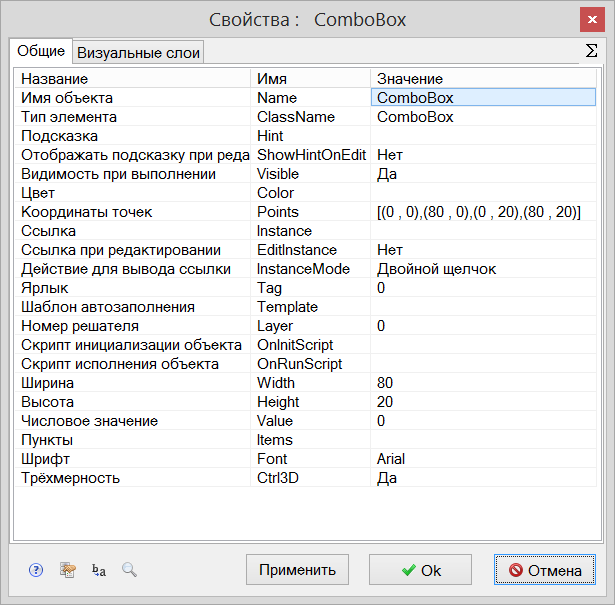 Свойства : ComboBox
Общие Визуальные слои Σ
Название Имя Значение
Имя объекта Name ComboBox
Тип элемента ClassName ComboBox
Подсказка Hint
Отображать подсказку при реда ShowHintOnEdit Нет
Видимость при выполнении Visible Да
Цвет Color
Координаты точек Points [(0 , 0),(80 , 0),(0 , 20),(80 , 20)]
Ссылка Instance
Ссылка при редактировании EditInstance Нет
Действие для вывода ссылки InstanceMode Двойной щелчок
Ярлык Tag 0
Шаблон автозаполнения Template
Номер решателя Layer 0
Скрипт инициализации объекта OnInitScript
Скрипт исполнения объекта OnRunScript
Ширина Width 80
Высота Height 20
Числовое значение Value 0
Пункты Items
Шрифт Font Arial
Трёхмерность Ctrl3D Да
? b a Применить Ok Отмена